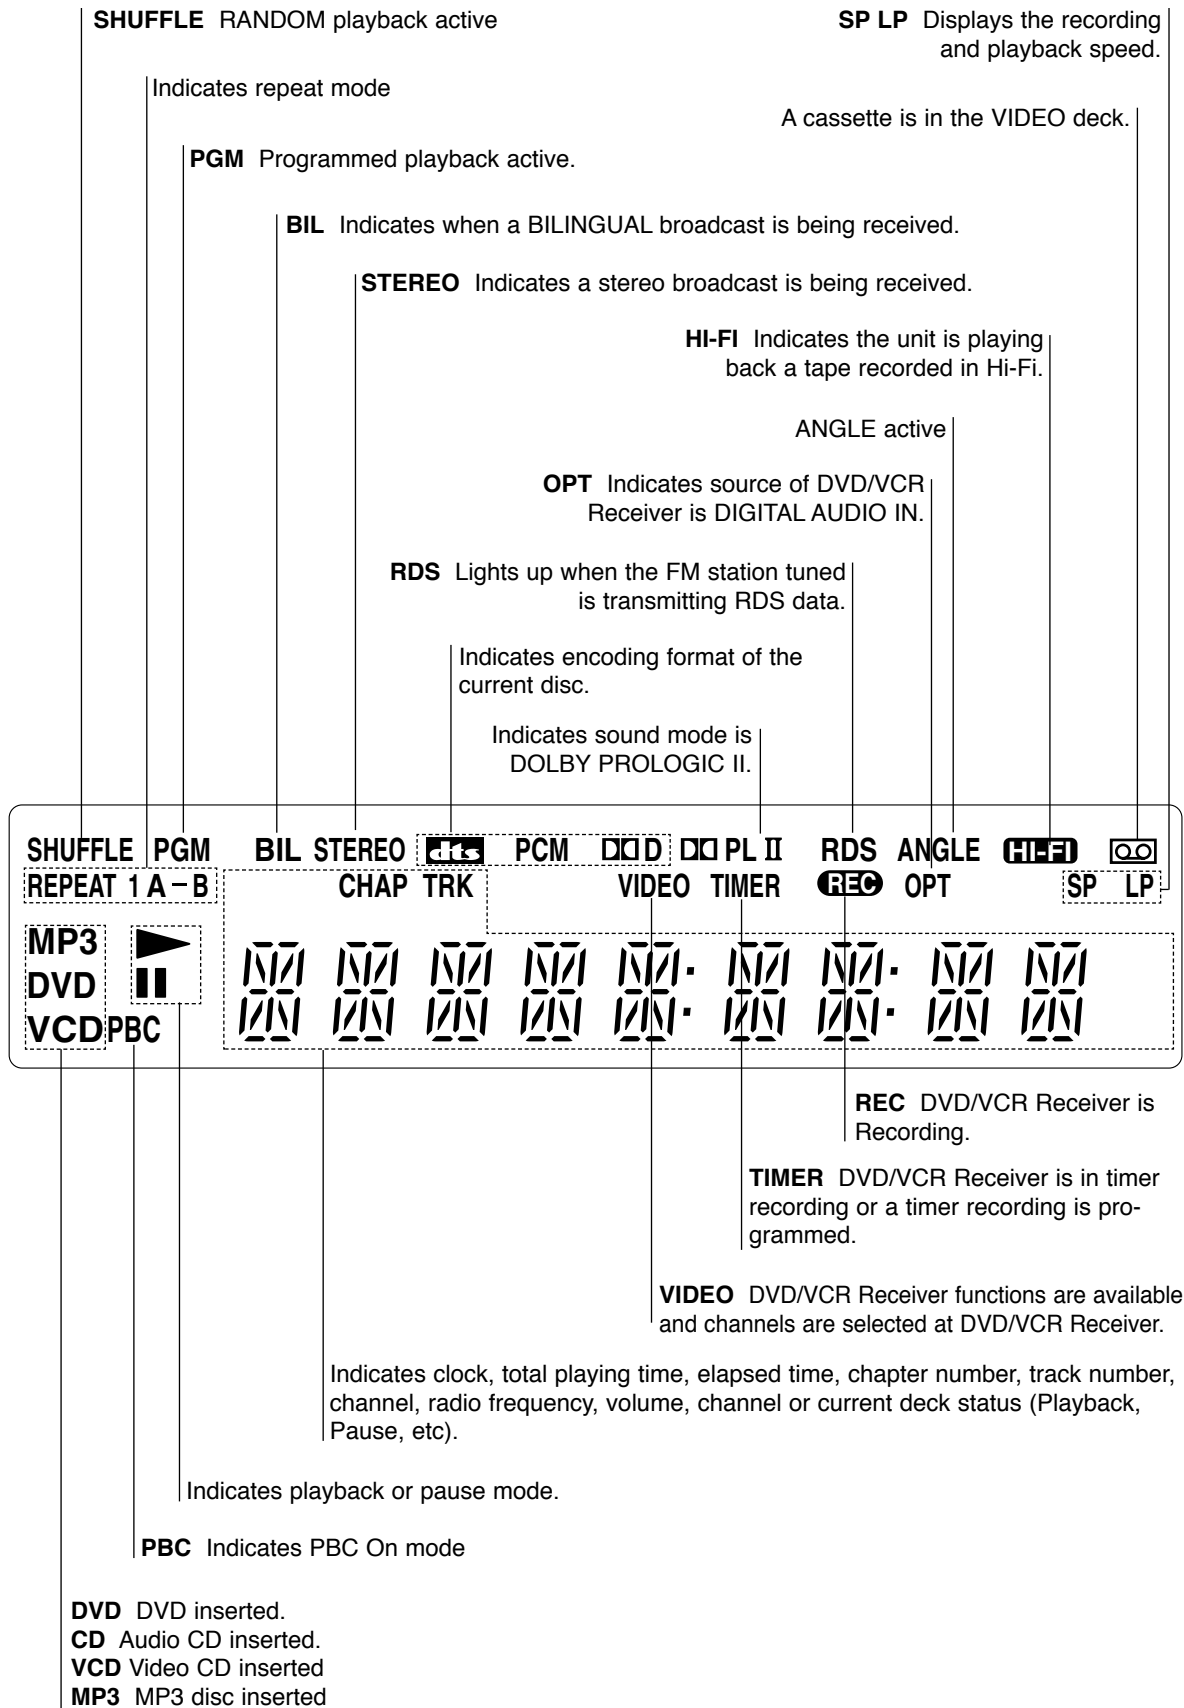 SHUFFLE RANDOM playback active
SP LP Displays the recording
and playback speed.
Indicates repeat mode
A cassette is in the VIDEO deck.
PGM Programmed playback active.
BIL Indicates when a BILINGUAL broadcast is being received.
STEREO Indicates a stereo broadcast is being received.
HI-FI Indicates the unit is playing
back a tape recorded in Hi-Fi.
ANGLE active
OPT Indicates source of DVD/VCR
Receiver is DIGITAL AUDIO IN.
RDS Lights up when the FM station tuned
is transmitting RDS data.
Indicates encoding format of the
current disc.
Indicates sound mode is
DOLBY PROLOGIC II.
SHUFFLE PGM BIL STEREO dts PCM D PL II RDS ANGLE HI-FI
REPEAT 1 A – B CHAP TRK VIDEO TIMER REC OPT SP LP
MP3
DVD
VCD PBC
REC DVD/VCR Receiver is
Recording.
TIMER DVD/VCR Receiver is in timer
recording or a timer recording is pro-
grammed.
VIDEO DVD/VCR Receiver functions are available
and channels are selected at DVD/VCR Receiver.
Indicates clock, total playing time, elapsed time, chapter number, track number,
channel, radio frequency, volume, channel or current deck status (Playback,
Pause, etc).
Indicates playback or pause mode.
PBC Indicates PBC On mode
DVD DVD inserted.
CD Audio CD inserted.
VCD Video CD inserted
MP3 MP3 disc inserted